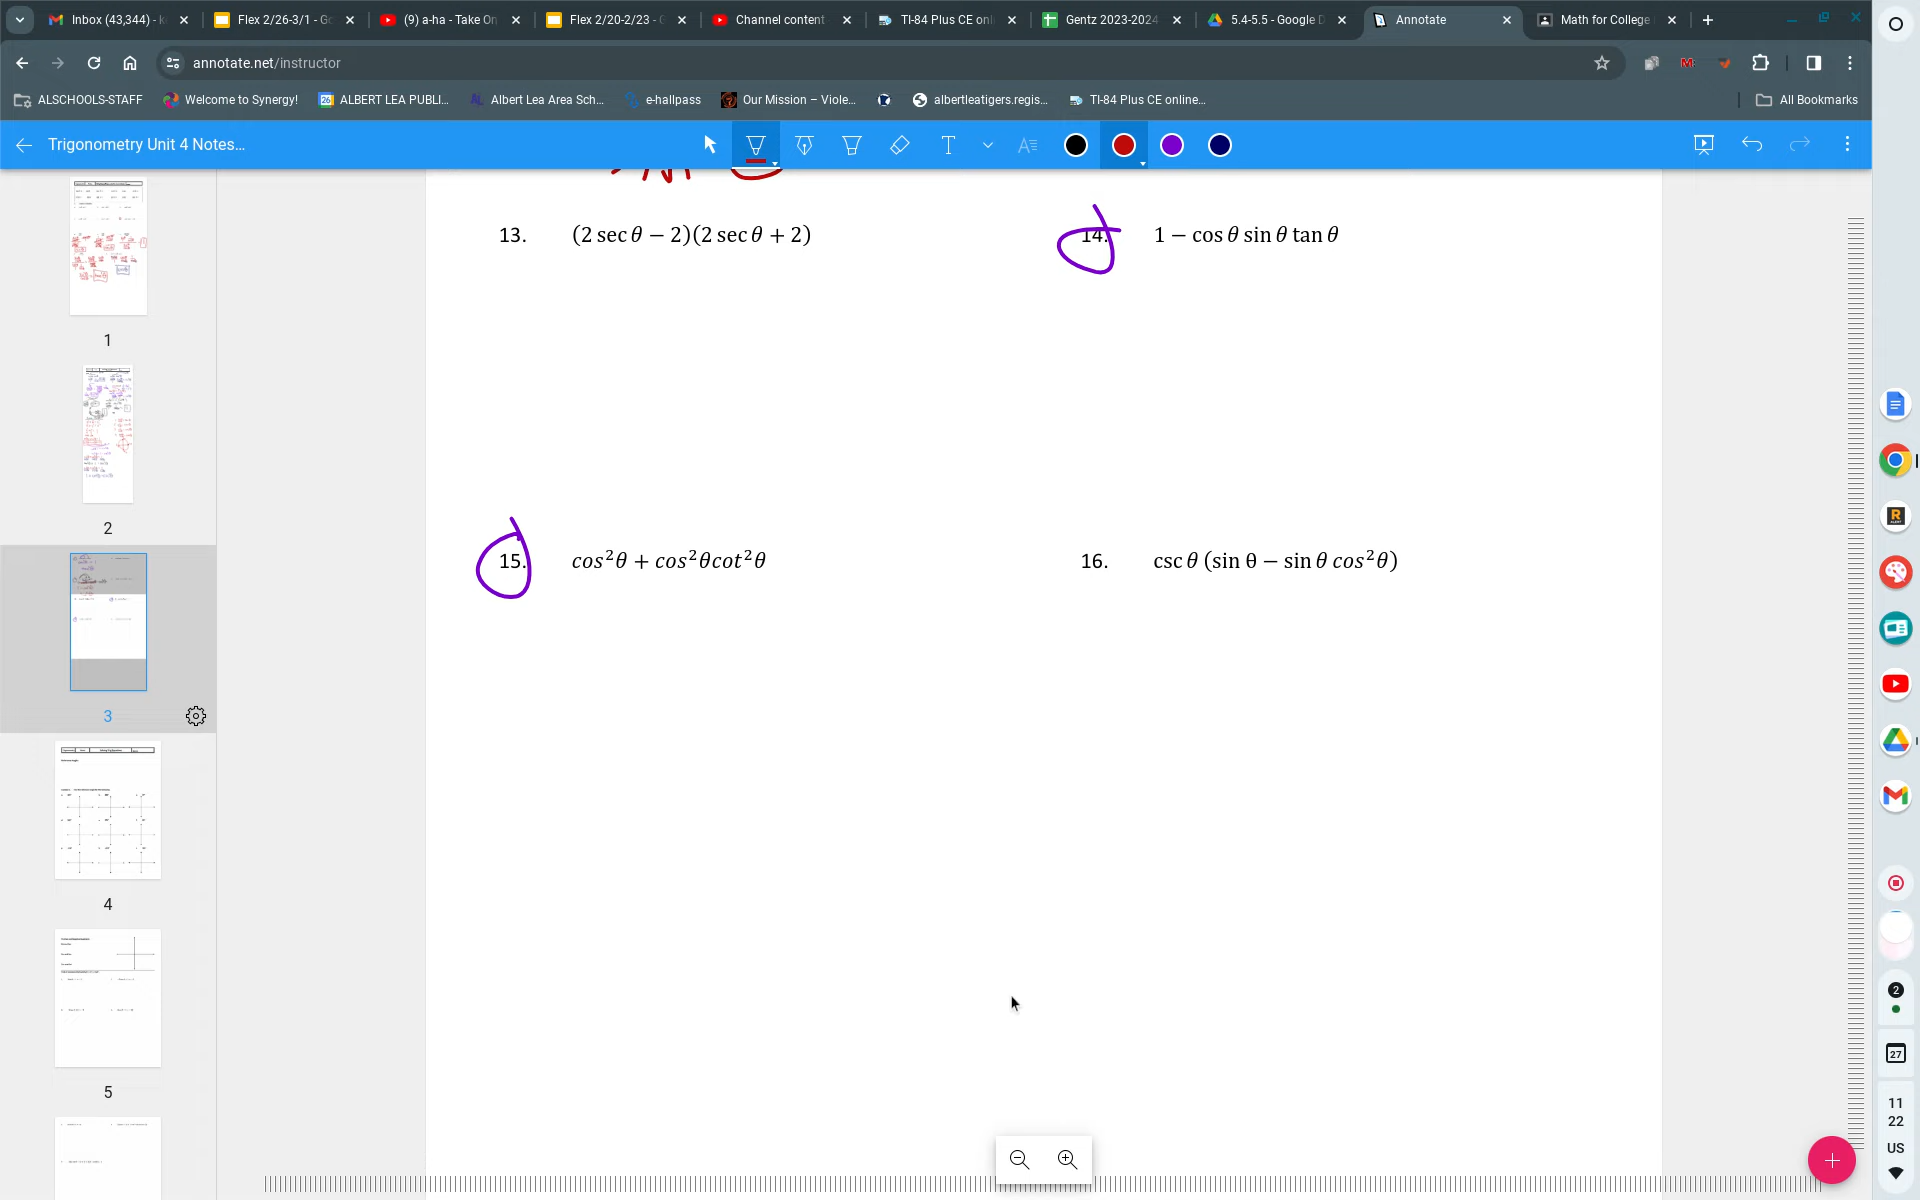 Inbox (43,344) - k
Flex 2/26-3/1 - Go
(9) a-ha - Take On
Flex 2/20-2/23 - G
Channel content
TI-84 Plus CE onli
Gentz 2023-2024
5.4-5.5 - Google D
Annotate
Math for College
annotate.net/instructor
ALSCHOOLS-STAFF
Welcome to Synergy!
ALBERT LEA PUBLI...
Albert Lea Area Sch...
e-hallpass
Our Mission – Viole...
albertleatigers.regis...
TI-84 Plus CE online...
All Bookmarks
Trigonometry Unit 4 Notes...
13. (2 sec θ − 2)(2 sec θ + 2)
14. 1 − cos θ sin θ tan θ
15. cos²θ + cos²θcot²θ
16. csc θ (sin θ − sin θ cos²θ)
1
2
3
4
5
2
27
11
22
US